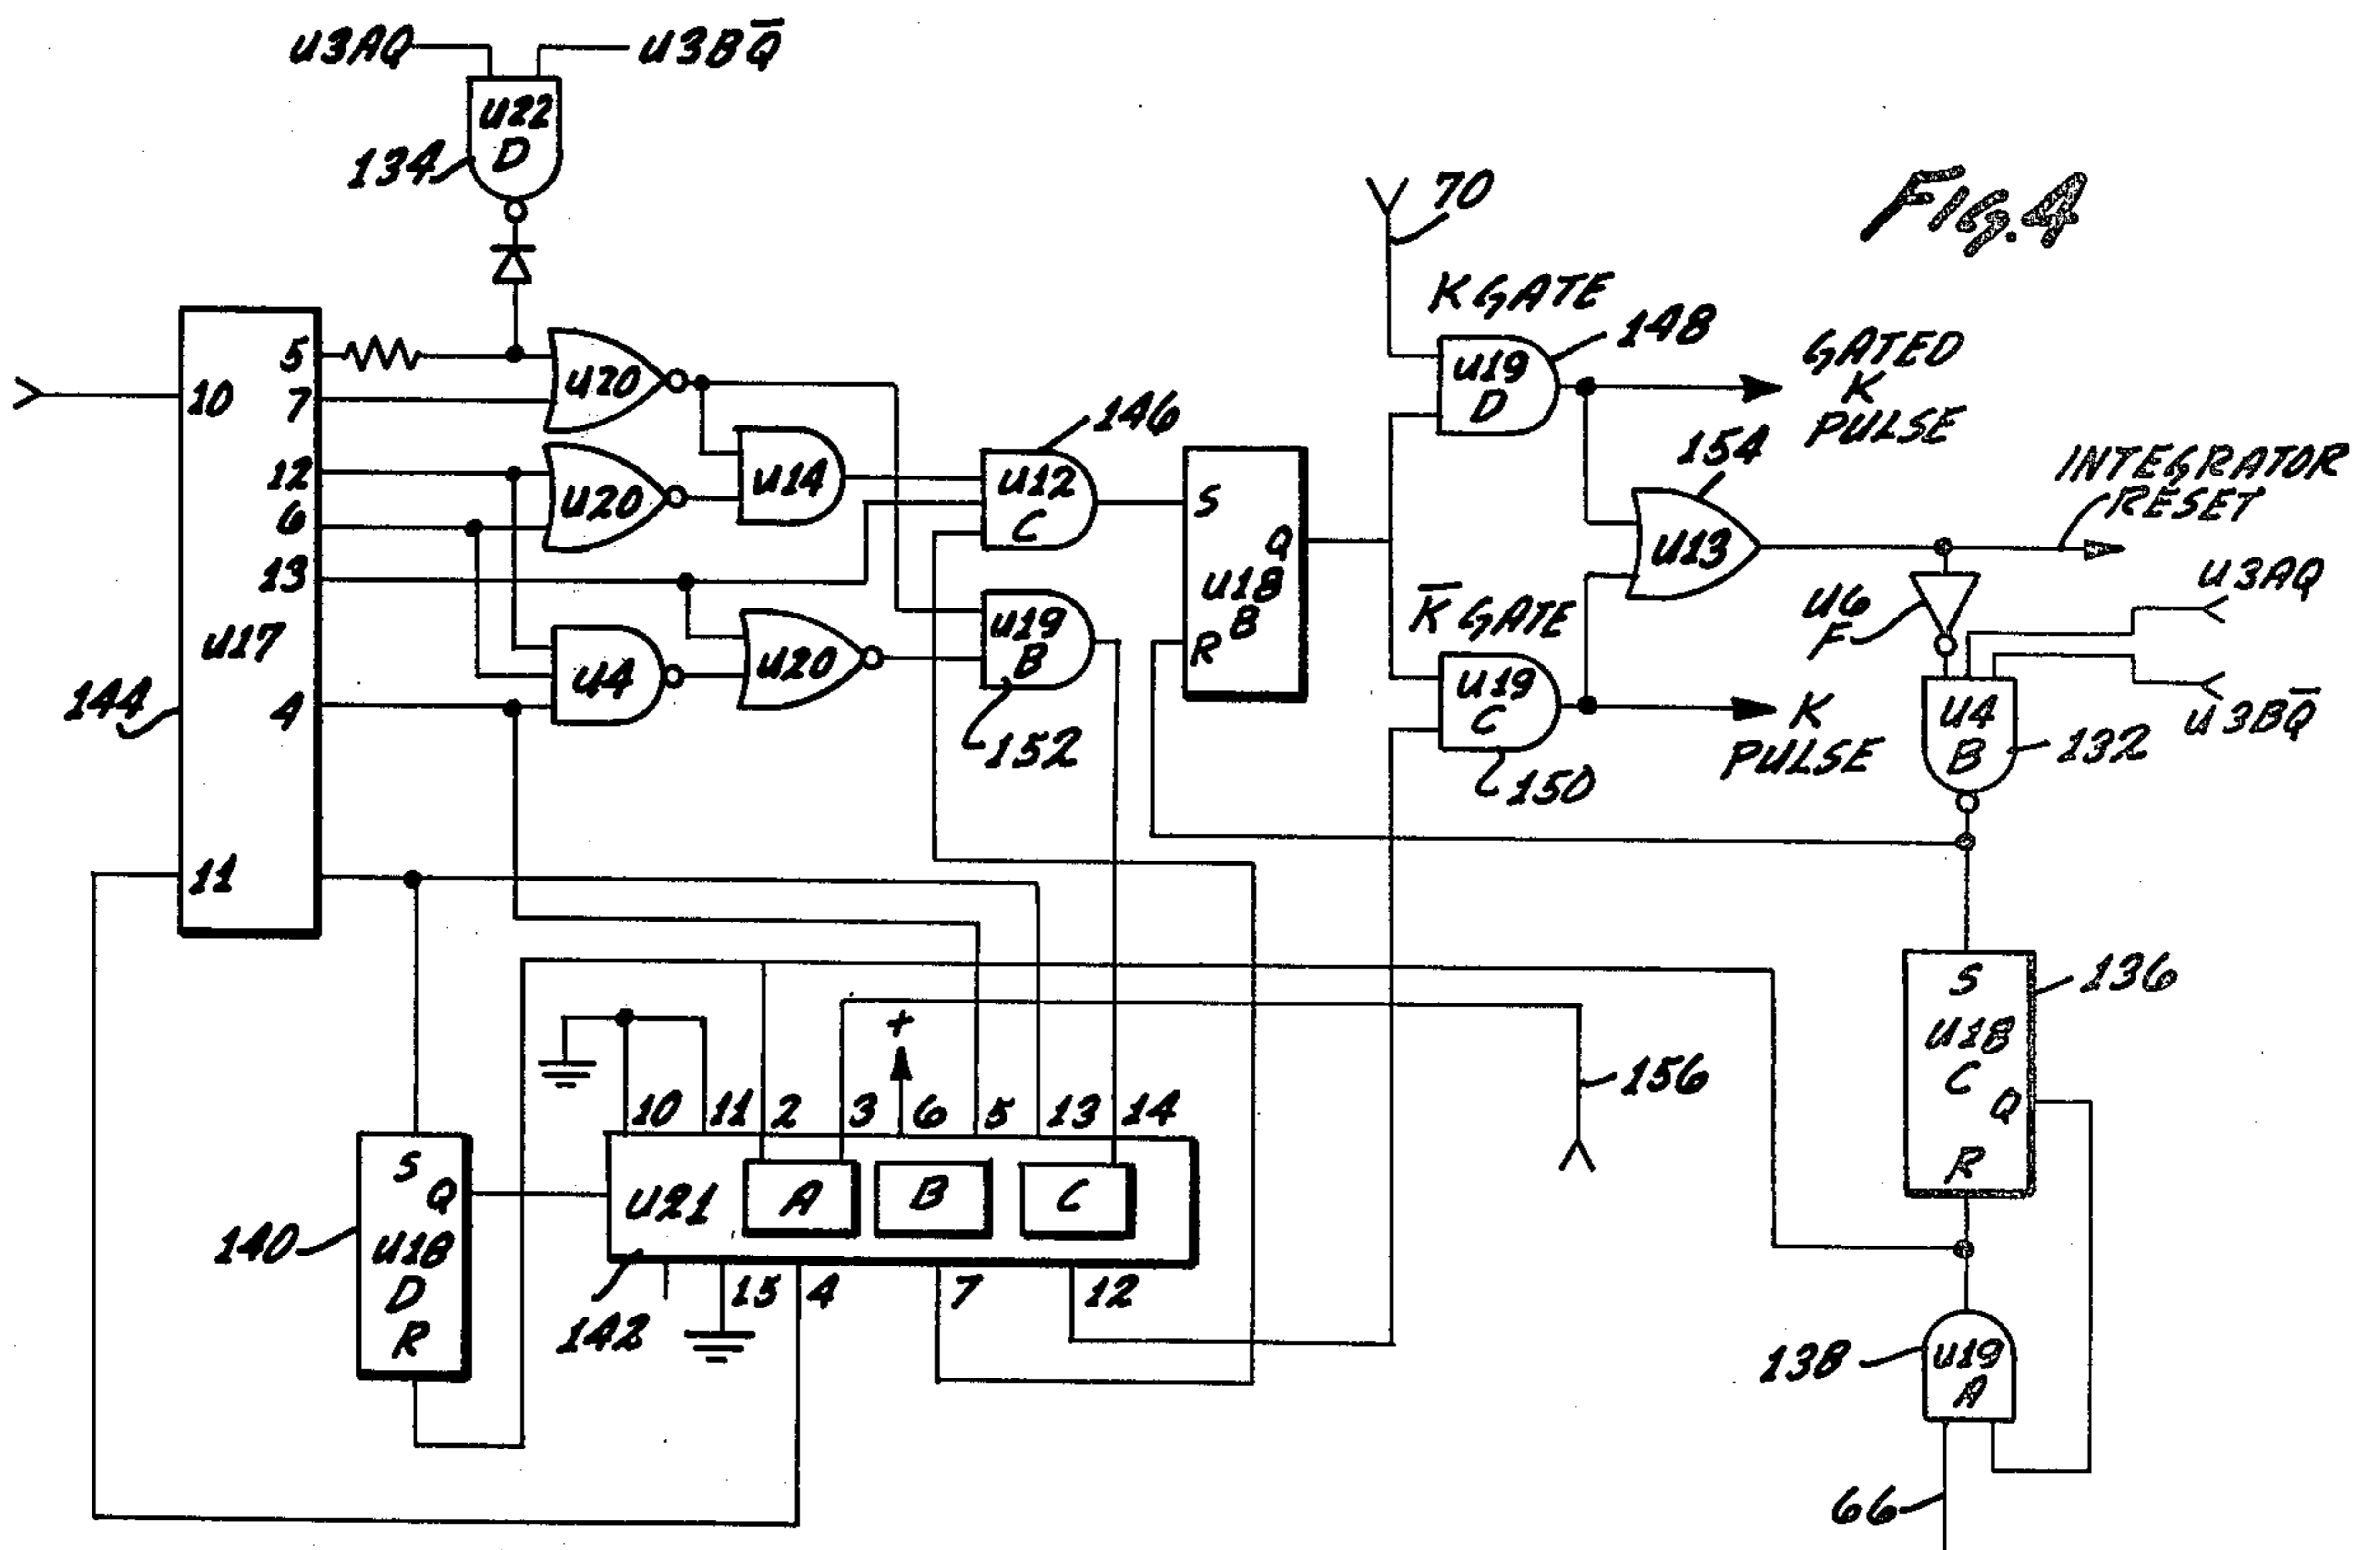 U3AQ
U3BQ̅
U22
D
134
70
FIG. 4
K GATE
148
GATED
K
PULSE
5
10
7
U20
U19
D
146
154
INTEGRATOR
RESET
12
U20
U14
U12
C
S
Q
U18
B
R
U13
6
13
U3AQ
K̅ GATE
U6
F
U17
U4
U20
U19
B
U19
C
K
PULSE
U4
B
U3BQ̅
132
144
4
152
150
11
S
U18
C
Q
R
136
+
156
10
11
2
3
6
5
13
14
S
Q
U18
D
R
140
U21
A
B
C
142
15
4
7
12
138
U19
A
66